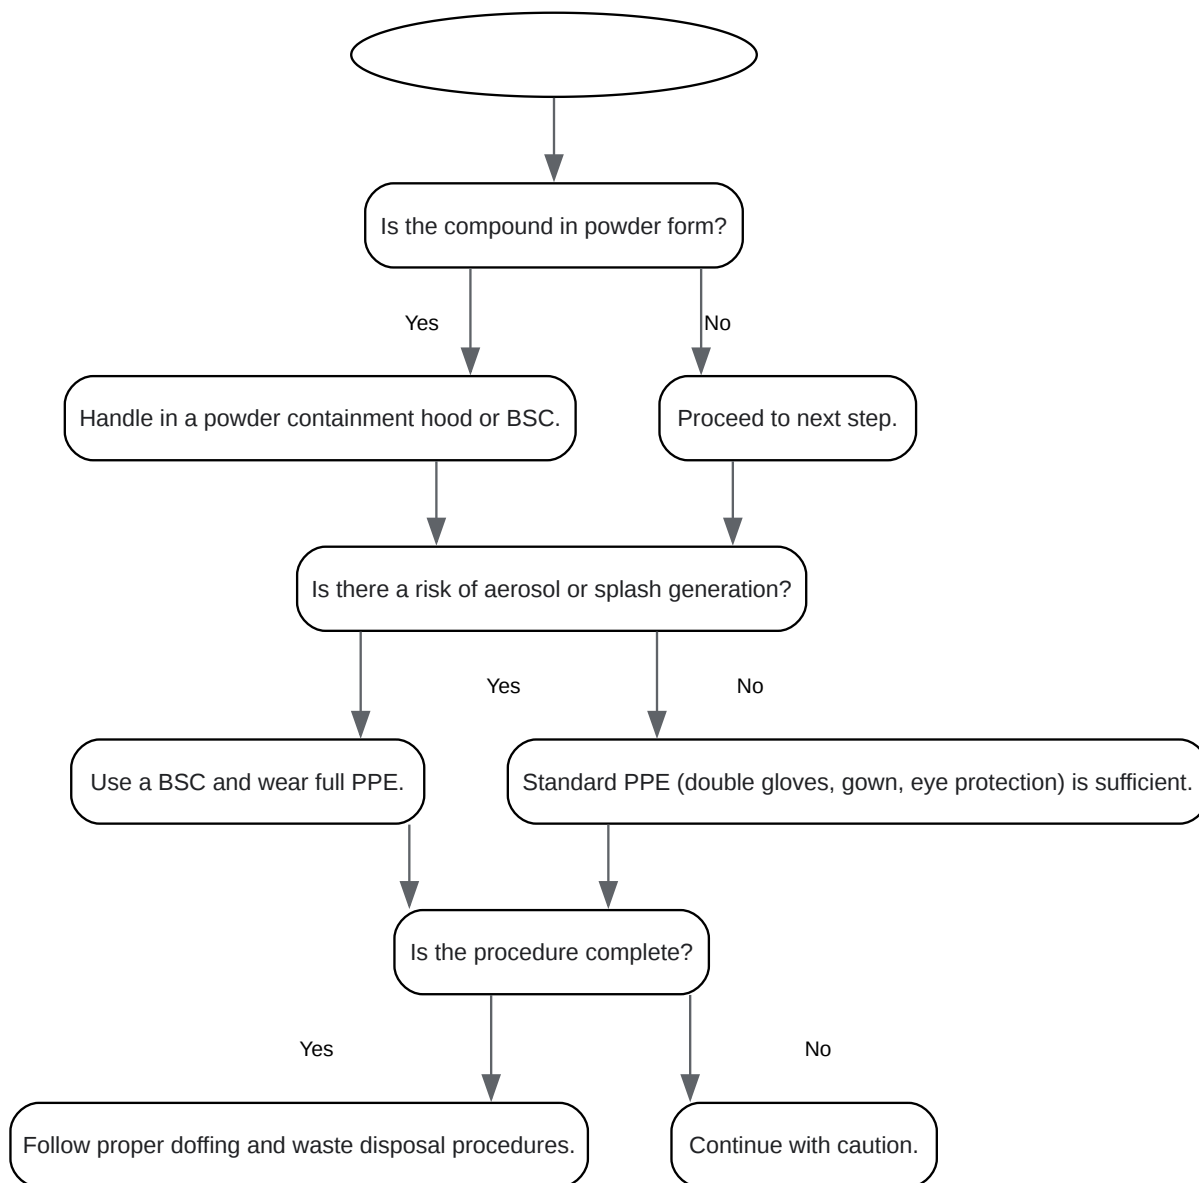 Is the compound in powder form?
Yes
No
Handle in a powder containment hood or BSC.
Proceed to next step.
Is there a risk of aerosol or splash generation?
Yes
No
Use a BSC and wear full PPE.
Standard PPE (double gloves, gown, eye protection) is sufficient.
Is the procedure complete?
Yes
No
Follow proper doffing and waste disposal procedures.
Continue with caution.